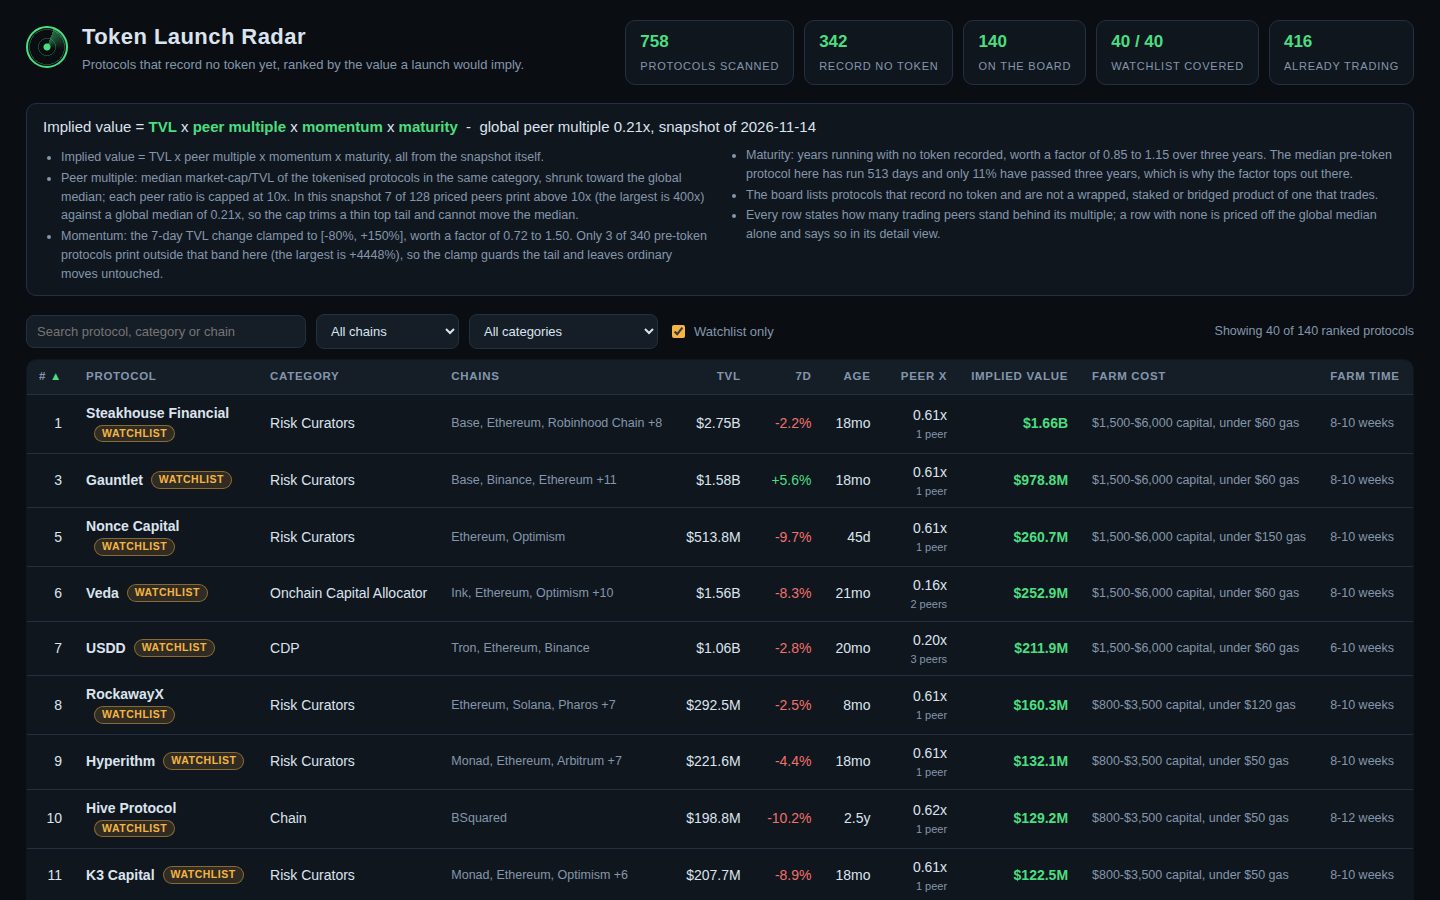 Token Launch Radar
Protocols that record no token yet, ranked by the value a launch would imply.
758
PROTOCOLS SCANNED
342
RECORD NO TOKEN
140
ON THE BOARD
40 / 40
WATCHLIST COVERED
416
ALREADY TRADING
Implied value = TVL x peer multiple x momentum x maturity - global peer multiple 0.21x, snapshot of 2026-11-14
• Implied value = TVL x peer multiple x momentum x maturity, all from the snapshot itself.
• Peer multiple: median market-cap/TVL of the tokenised protocols in the same category, shrunk toward the global
median; each peer ratio is capped at 10x. In this snapshot 7 of 128 priced peers print above 10x (the largest is 400x)
against a global median of 0.21x, so the cap trims a thin top tail and cannot move the median.
• Momentum: the 7-day TVL change clamped to [-80%, +150%], worth a factor of 0.72 to 1.50. Only 3 of 340 pre-token
protocols print outside that band here (the largest is +4448%), so the clamp guards the tail and leaves ordinary
moves untouched.
• Maturity: years running with no token recorded, worth a factor of 0.85 to 1.15 over three years. The median pre-token
protocol here has run 513 days and only 11% have passed three years, which is why the factor tops out there.
• The board lists protocols that record no token and are not a wrapped, staked or bridged product of one that trades.
• Every row states how many trading peers stand behind its multiple; a row with none is priced off the global median
alone and says so in its detail view.
Search protocol, category or chain
All chains
All categories
Watchlist only
Showing 40 of 140 ranked protocols
# ▲ PROTOCOL CATEGORY CHAINS TVL 7D AGE PEER X IMPLIED VALUE FARM COST FARM TIME
1 Steakhouse Financial WATCHLIST Risk Curators Base, Ethereum, Robinhood Chain +8 $2.75B -2.2% 18mo 0.61x 1 peer $1.66B $1,500-$6,000 capital, under $60 gas 8-10 weeks
3 Gauntlet WATCHLIST Risk Curators Base, Binance, Ethereum +11 $1.58B +5.6% 18mo 0.61x 1 peer $978.8M $1,500-$6,000 capital, under $60 gas 8-10 weeks
5 Nonce Capital WATCHLIST Risk Curators Ethereum, Optimism $513.8M -9.7% 45d 0.61x 1 peer $260.7M $1,500-$6,000 capital, under $150 gas 8-10 weeks
6 Veda WATCHLIST Onchain Capital Allocator Ink, Ethereum, Optimism +10 $1.56B -8.3% 21mo 0.16x 2 peers $252.9M $1,500-$6,000 capital, under $60 gas 8-10 weeks
7 USDD WATCHLIST CDP Tron, Ethereum, Binance $1.06B -2.8% 20mo 0.20x 3 peers $211.9M $1,500-$6,000 capital, under $60 gas 6-10 weeks
8 RockawayX WATCHLIST Risk Curators Ethereum, Solana, Pharos +7 $292.5M -2.5% 8mo 0.61x 1 peer $160.3M $800-$3,500 capital, under $120 gas 8-10 weeks
9 Hyperithm WATCHLIST Risk Curators Monad, Ethereum, Arbitrum +7 $221.6M -4.4% 18mo 0.61x 1 peer $132.1M $800-$3,500 capital, under $50 gas 8-10 weeks
10 Hive Protocol WATCHLIST Chain BSquared $198.8M -10.2% 2.5y 0.62x 1 peer $129.2M $800-$3,500 capital, under $50 gas 8-12 weeks
11 K3 Capital WATCHLIST Risk Curators Monad, Ethereum, Optimism +6 $207.7M -8.9% 18mo 0.61x 1 peer $122.5M $800-$3,500 capital, under $50 gas 8-10 weeks